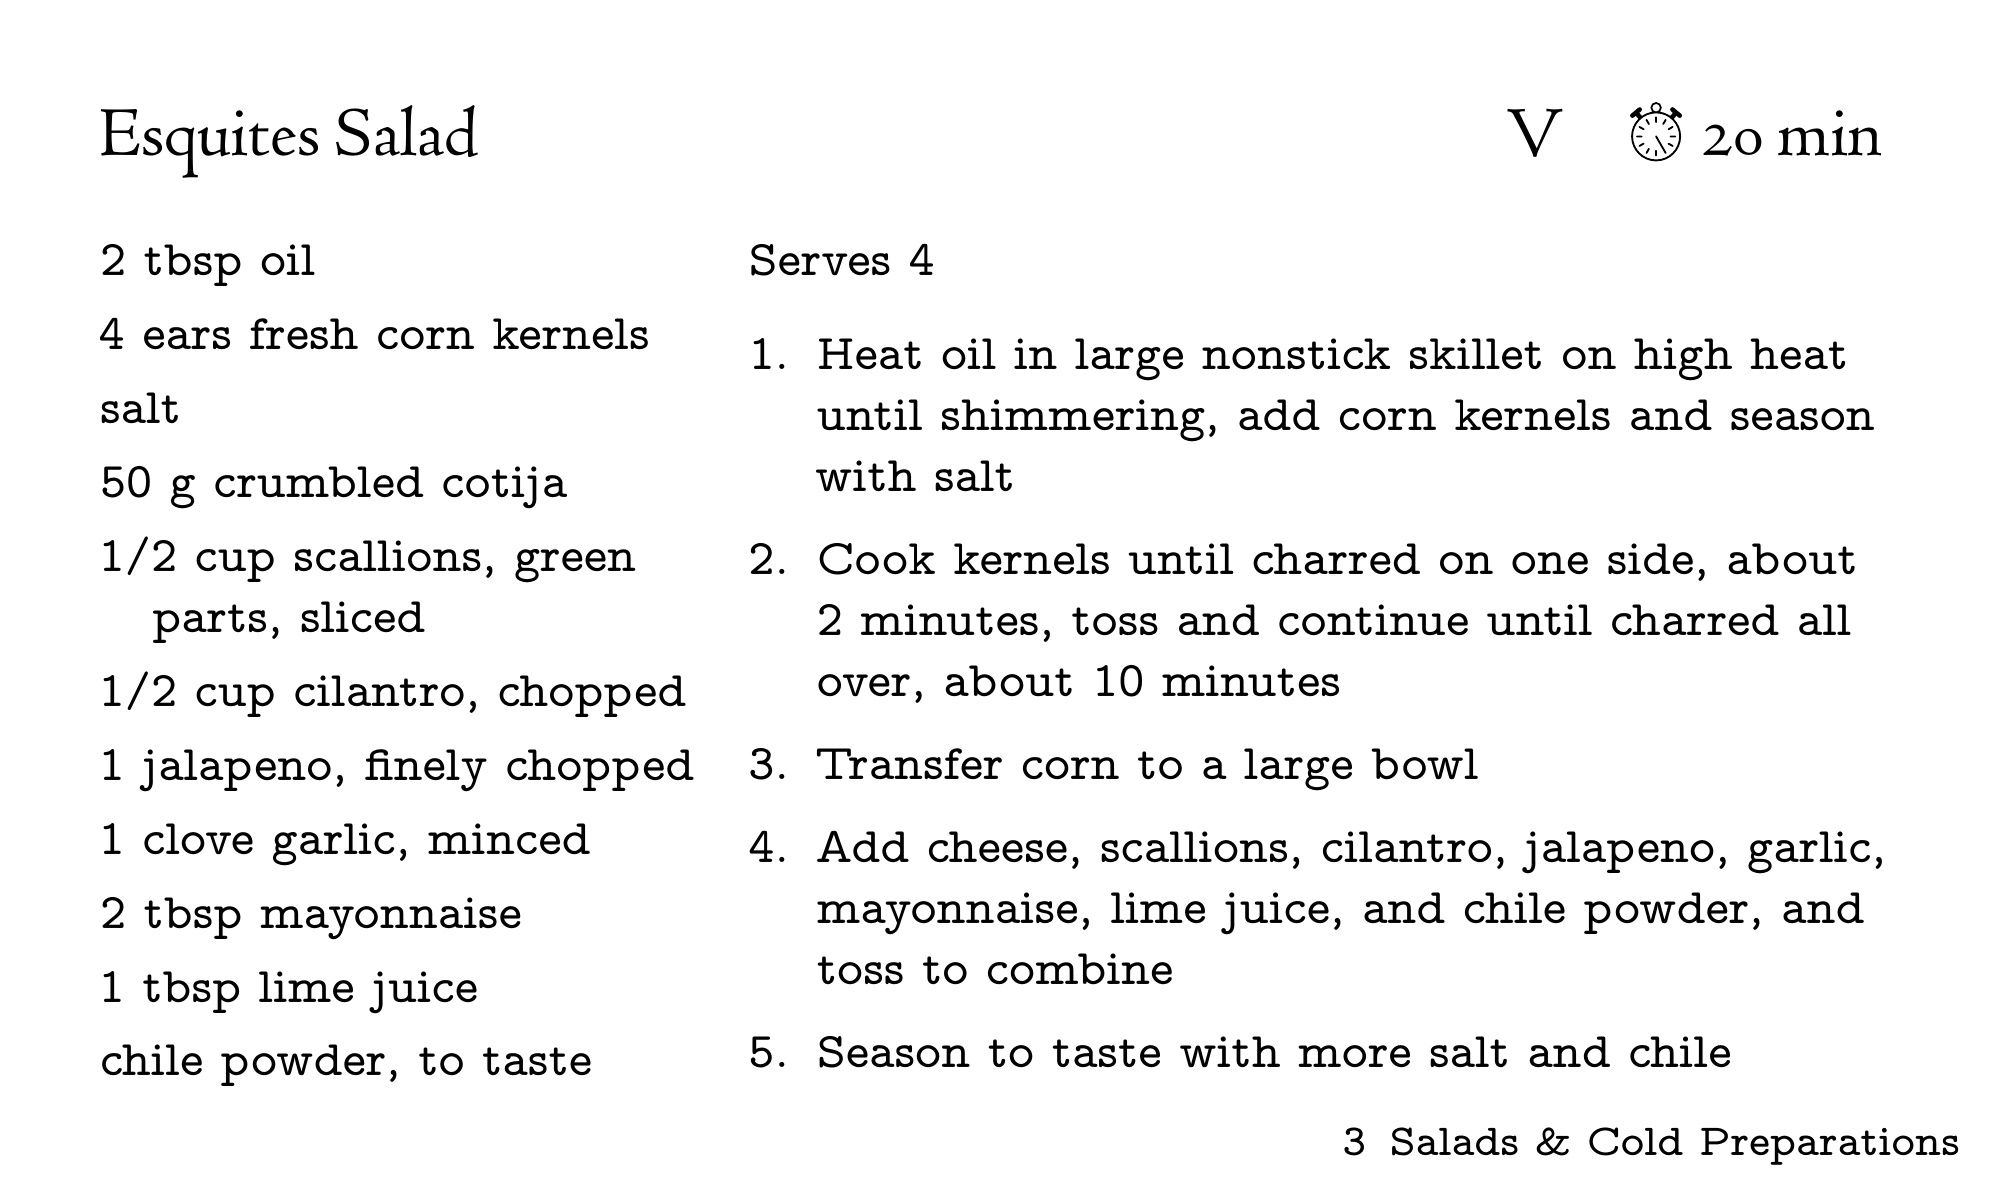 Esquites Salad
V 20 min
2 tbsp oil
4 ears fresh corn kernels
salt
50 g crumbled cotija
1/2 cup scallions, green
parts, sliced
1/2 cup cilantro, chopped
1 jalapeno, finely chopped
1 clove garlic, minced
2 tbsp mayonnaise
1 tbsp lime juice
chile powder, to taste
Serves 4
1. Heat oil in large nonstick skillet on high heat
until shimmering, add corn kernels and season
with salt
2. Cook kernels until charred on one side, about
2 minutes, toss and continue until charred all
over, about 10 minutes
3. Transfer corn to a large bowl
4. Add cheese, scallions, cilantro, jalapeno, garlic,
mayonnaise, lime juice, and chile powder, and
toss to combine
5. Season to taste with more salt and chile
3 Salads & Cold Preparations